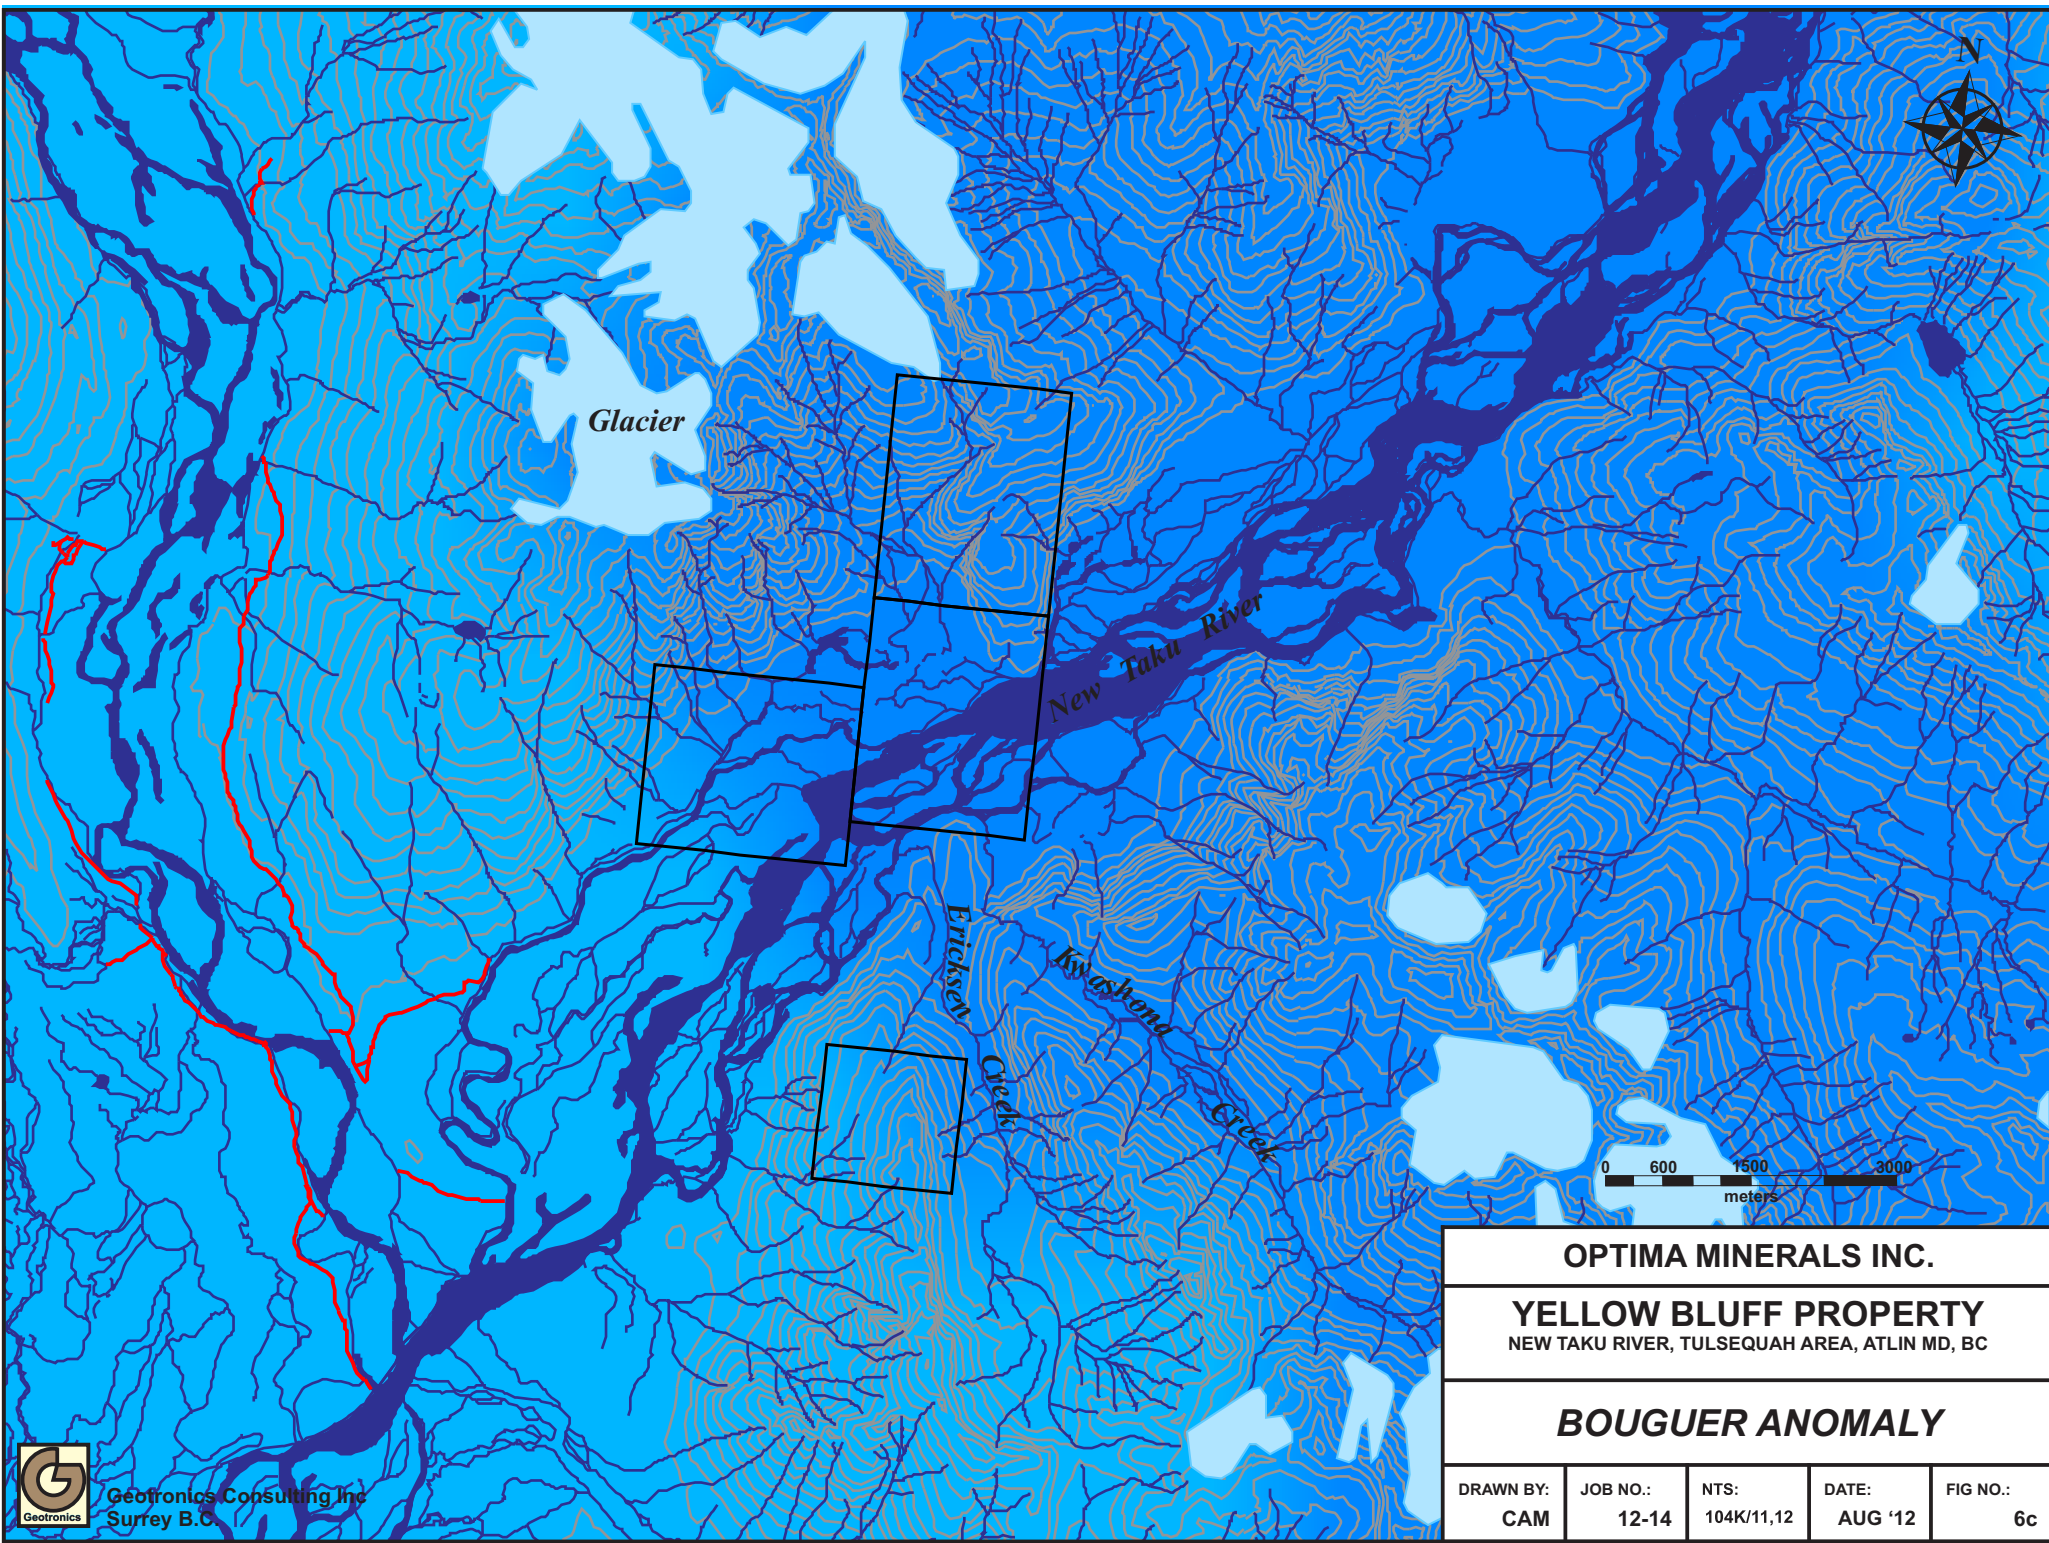 N
Glacier
New Taku River
Ericksen Creek
Kwashona Creek
0 600 1500 3000
meters
OPTIMA MINERALS INC.
YELLOW BLUFF PROPERTY
NEW TAKU RIVER, TULSEQUAH AREA, ATLIN MD, BC
BOUGUER ANOMALY
DRAWN BY: JOB NO.: NTS: DATE: FIG NO.:
CAM 12-14 104K/11,12 AUG ‘12 6c
Geotronics
Geotronics Consulting Inc
Surrey B.C.